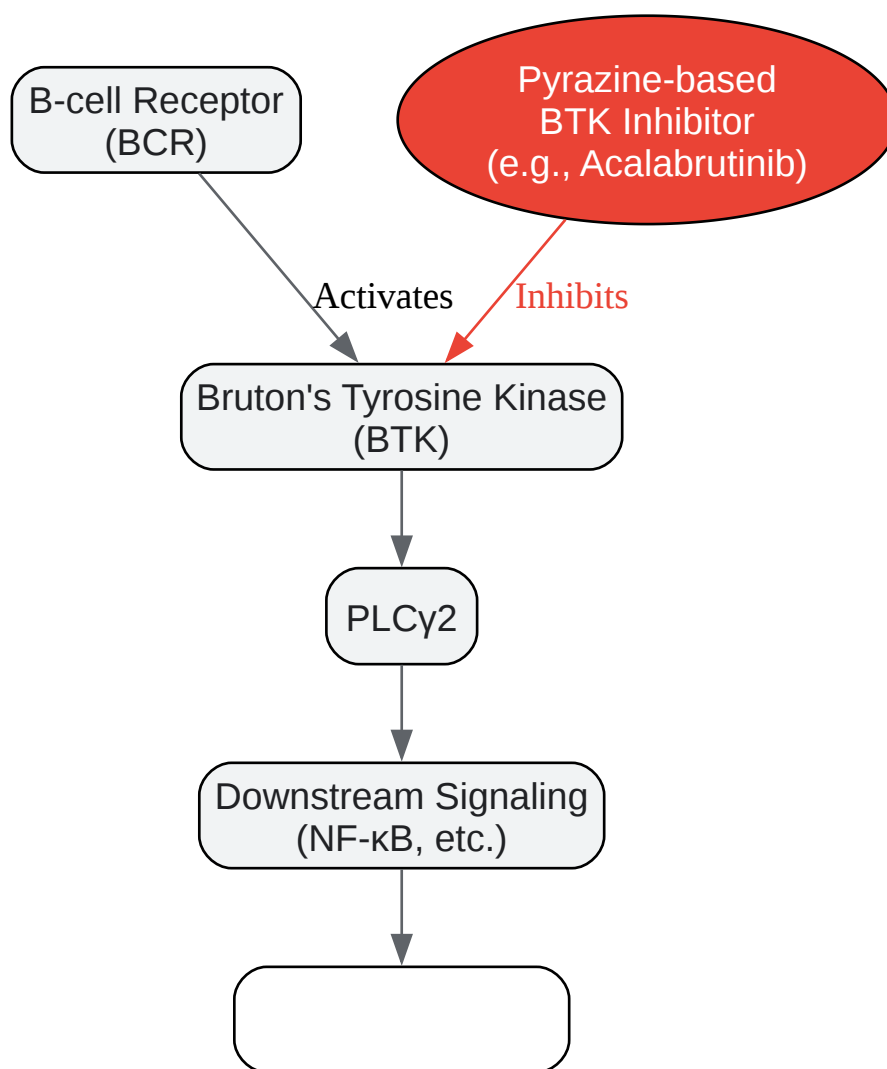 B-cell Receptor
(BCR)
Pyrazine-based
BTK Inhibitor
(e.g., Acalabrutinib)
Activates
Inhibits
Bruton's Tyrosine Kinase
(BTK)
PLCγ2
Downstream Signaling
(NF-κB, etc.)